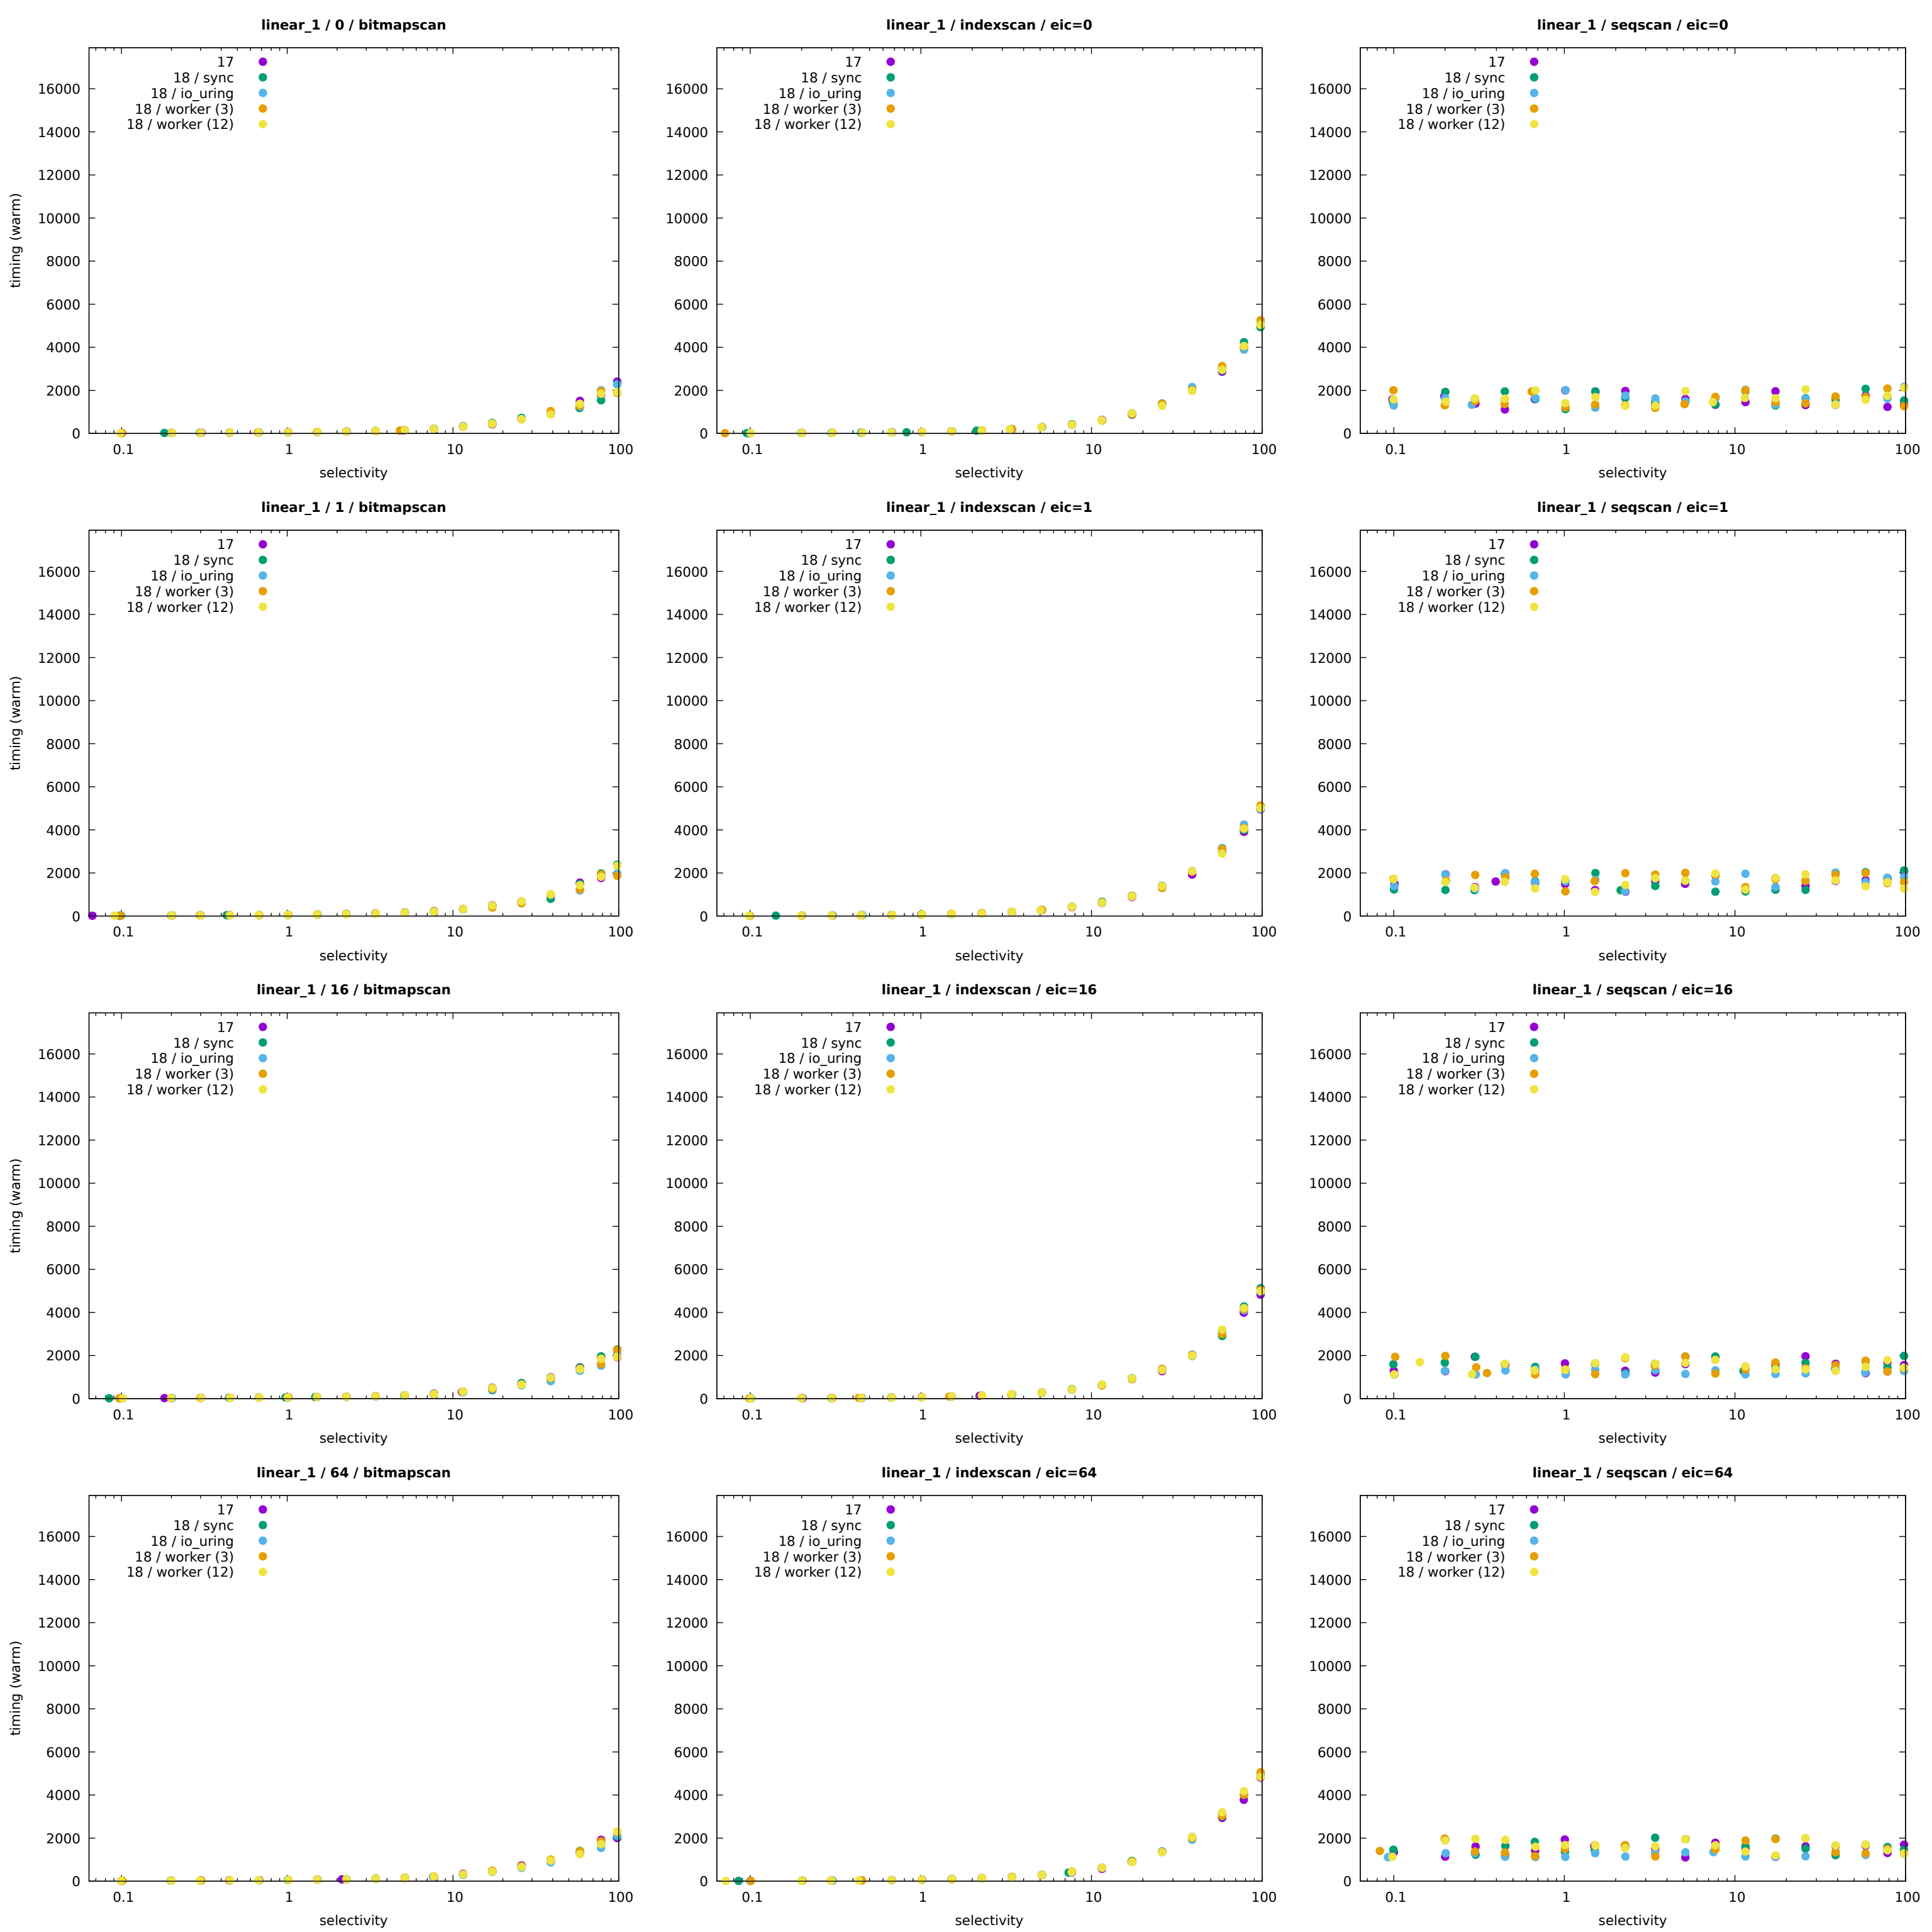 linear_1 / 0 / bitmapscan
timing (warm)
16000
14000
12000
10000
8000
6000
4000
2000
0
17
18 / sync
18 / io_uring
18 / worker (3)
18 / worker (12)
0.1 1 10 100
selectivity
linear_1 / indexscan / eic=0
16000
14000
12000
10000
8000
6000
4000
2000
0
17
18 / sync
18 / io_uring
18 / worker (3)
18 / worker (12)
0.1 1 10 100
selectivity
linear_1 / seqscan / eic=0
16000
14000
12000
10000
8000
6000
4000
2000
0
17
18 / sync
18 / io_uring
18 / worker (3)
18 / worker (12)
0.1 1 10 100
selectivity
linear_1 / 1 / bitmapscan
timing (warm)
16000
14000
12000
10000
8000
6000
4000
2000
0
17
18 / sync
18 / io_uring
18 / worker (3)
18 / worker (12)
0.1 1 10 100
selectivity
linear_1 / indexscan / eic=1
16000
14000
12000
10000
8000
6000
4000
2000
0
17
18 / sync
18 / io_uring
18 / worker (3)
18 / worker (12)
0.1 1 10 100
selectivity
linear_1 / seqscan / eic=1
16000
14000
12000
10000
8000
6000
4000
2000
0
17
18 / sync
18 / io_uring
18 / worker (3)
18 / worker (12)
0.1 1 10 100
selectivity
linear_1 / 16 / bitmapscan
timing (warm)
16000
14000
12000
10000
8000
6000
4000
2000
0
17
18 / sync
18 / io_uring
18 / worker (3)
18 / worker (12)
0.1 1 10 100
selectivity
linear_1 / indexscan / eic=16
16000
14000
12000
10000
8000
6000
4000
2000
0
17
18 / sync
18 / io_uring
18 / worker (3)
18 / worker (12)
0.1 1 10 100
selectivity
linear_1 / seqscan / eic=16
16000
14000
12000
10000
8000
6000
4000
2000
0
17
18 / sync
18 / io_uring
18 / worker (3)
18 / worker (12)
0.1 1 10 100
selectivity
linear_1 / 64 / bitmapscan
timing (warm)
16000
14000
12000
10000
8000
6000
4000
2000
0
17
18 / sync
18 / io_uring
18 / worker (3)
18 / worker (12)
0.1 1 10 100
selectivity
linear_1 / indexscan / eic=64
16000
14000
12000
10000
8000
6000
4000
2000
0
17
18 / sync
18 / io_uring
18 / worker (3)
18 / worker (12)
0.1 1 10 100
selectivity
linear_1 / seqscan / eic=64
16000
14000
12000
10000
8000
6000
4000
2000
0
17
18 / sync
18 / io_uring
18 / worker (3)
18 / worker (12)
0.1 1 10 100
selectivity